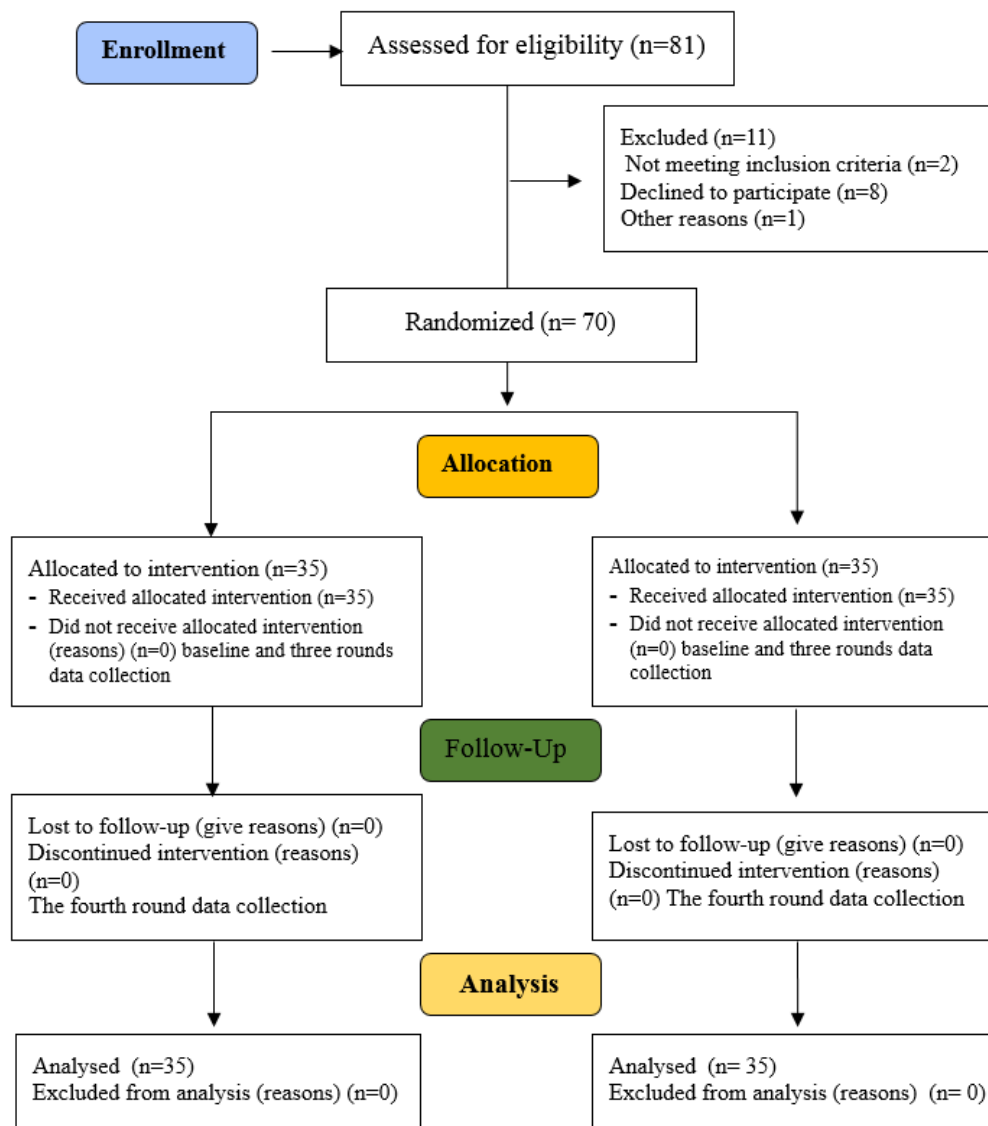 Enrollment
Assessed for eligibility (n=81)
Excluded (n=11)
Not meeting inclusion criteria (n=2)
Declined to participate (n=8)
Other reasons (n=1)
Randomized (n= 70)
Allocation
Allocated to intervention (n=35)
- Received allocated intervention (n=35)
- Did not receive allocated intervention
(reasons) (n=0) baseline and three rounds
data collection
Allocated to intervention (n=35)
- Received allocated intervention (n=35)
- Did not receive allocated intervention
(n=0) baseline and three rounds
data collection
Follow-Up
Lost to follow-up (give reasons) (n=0)
Discontinued intervention (reasons)
(n=0)
The fourth round data collection
Lost to follow-up (give reasons) (n=0)
Discontinued intervention (reasons)
(n=0) The fourth round data collection
Analysis
Analysed (n=35)
Excluded from analysis (reasons) (n=0)
Analysed (n= 35)
Excluded from analysis (reasons) (n= 0)